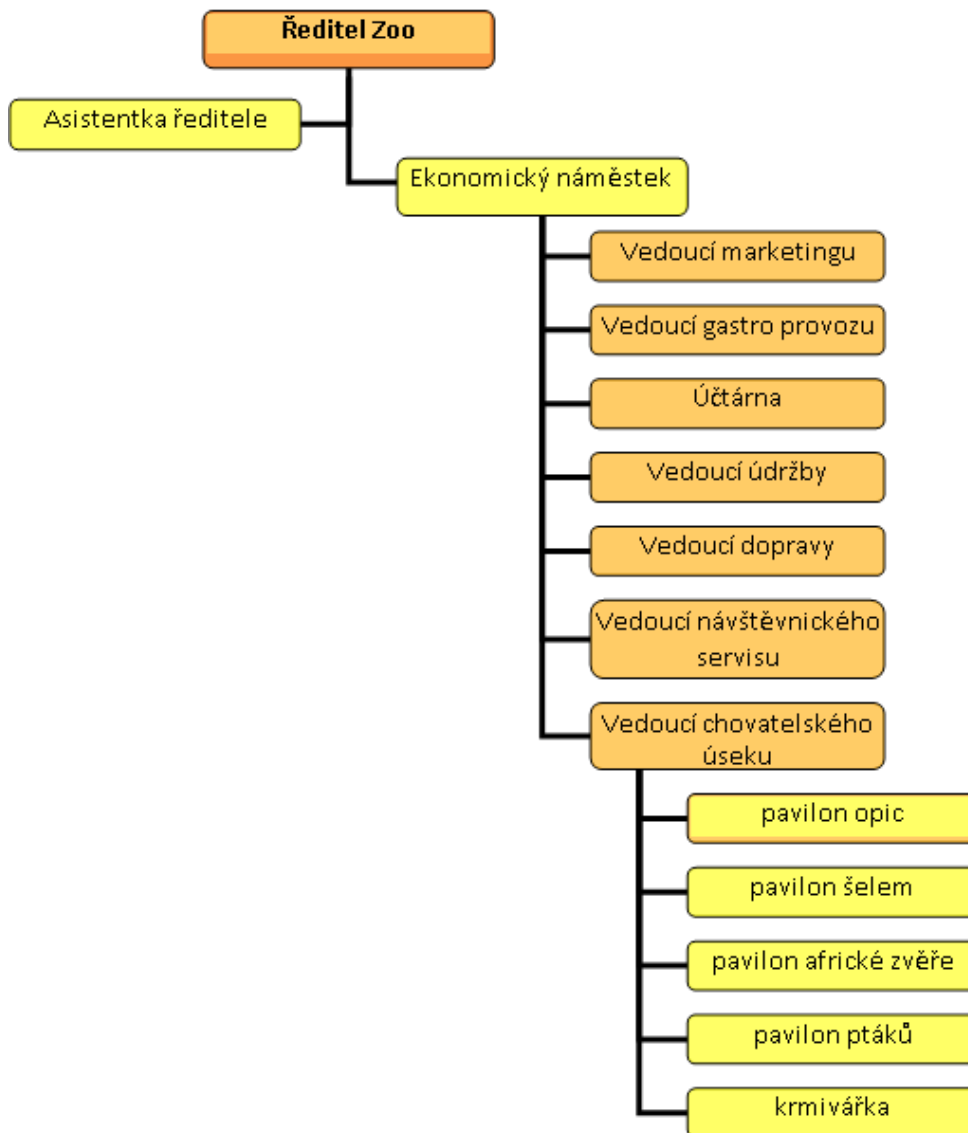 Ředitel Zoo
Asistentka ředitele
Ekonomický náměstek
Vedoucí marketingu
Vedoucí gastro provozu
Účtárna
Vedoucí údržby
Vedoucí dopravy
Vedoucí návštěvnického
servisu
Vedoucí chovatelského
úseku
pavilon opic
pavilon šelem
pavilon africké zvěře
pavilon ptáků
krmivářka